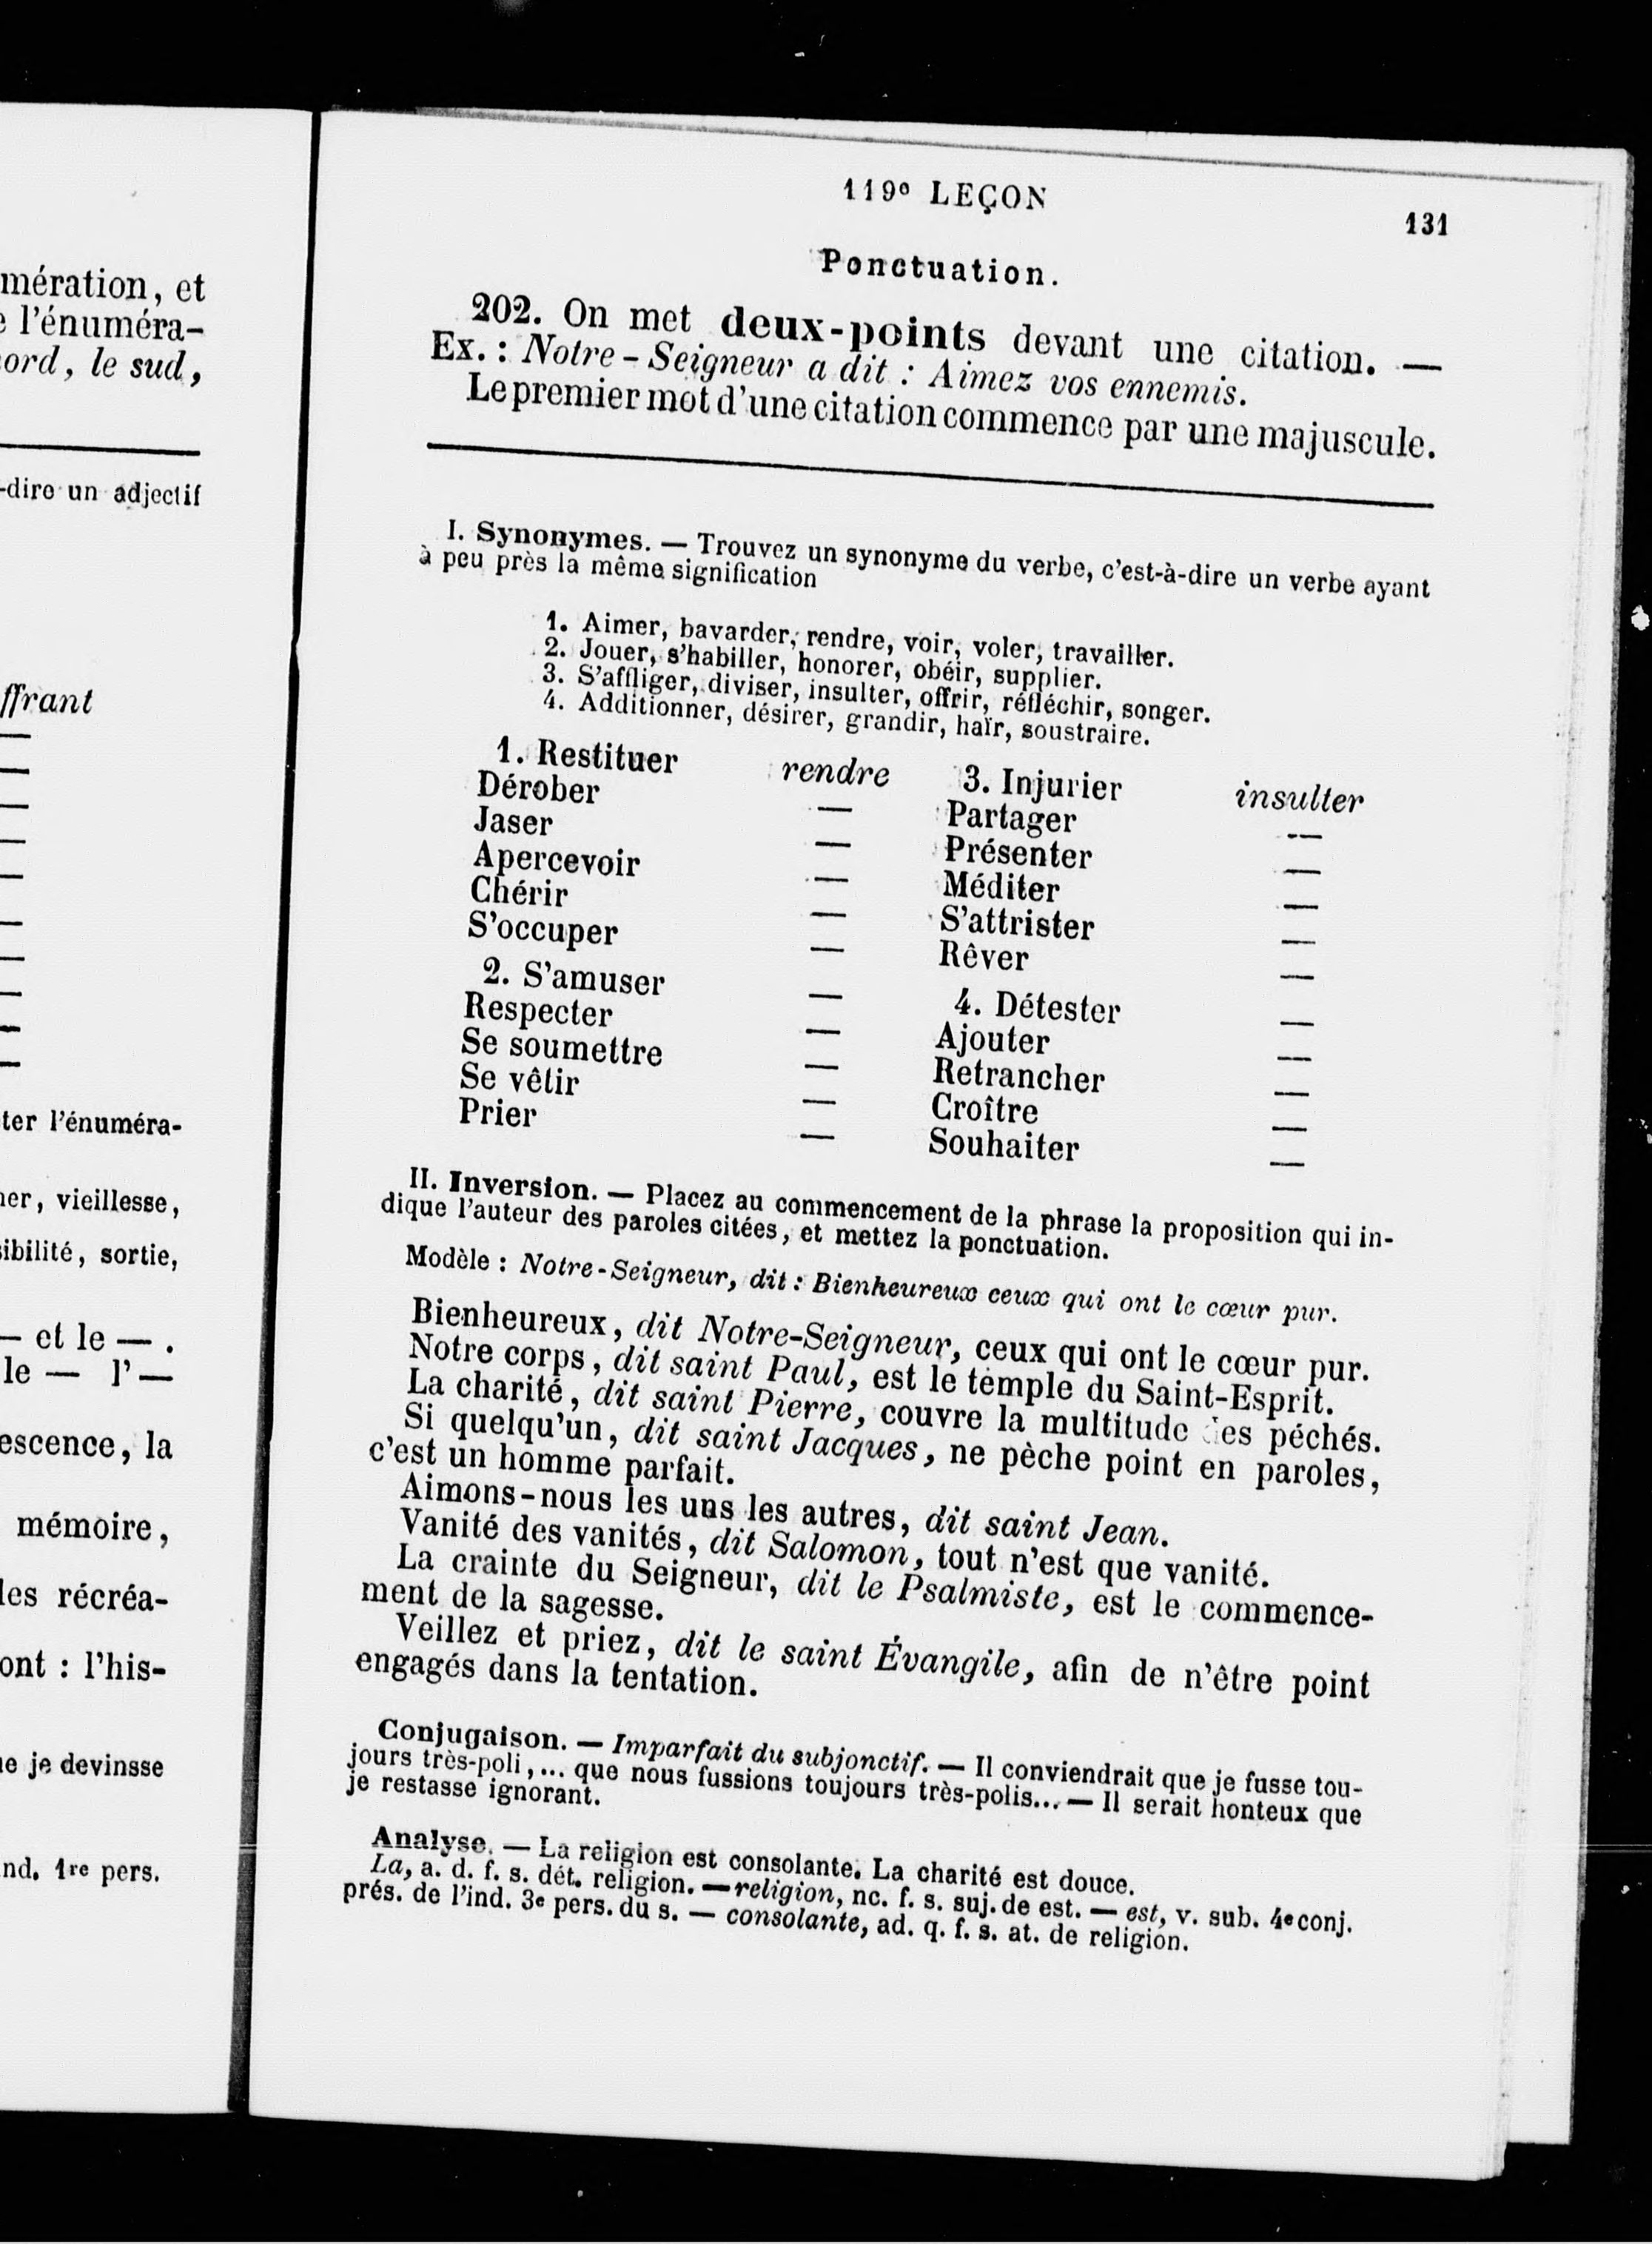 mération, et
l'énuméra-
ord, le sud,
-dire un adjectif
ffrant
—
—
—
—
—
—
—
—
—
—
ter l'énuméra-
er, vieillesse,
ibilité, sortie,
— et le — .
le — l'—
escence, la
mémoire,
les récréa-
ont : l'his-
je devinsse
nd. 1re pers.
119e LEÇON
131
Ponctuation.
202. On met deux-points devant une citation. —
Ex. : Notre-Seigneur a dit : Aimez vos ennemis.
Le premier mot d'une citation commence par une majuscule.
I. Synonymes. — Trouvez un synonyme du verbe, c'est-à-dire un verbe ayant
à peu près la même signification
1. Aimer, bavarder, rendre, voir, voler, travailler.
2. Jouer, s'habiller, honorer, obéir, supplier.
3. S'affliger, diviser, insulter, offrir, réfléchir, songer.
4. Additionner, désirer, grandir, haïr, soustraire.
1. Restituer rendre
Dérober —
Jaser —
Apercevoir —
Chérir —
S'occuper —
2. S'amuser —
Respecter —
Se soumettre —
Se vêtir —
Prier —
3. Injurier insulter
Partager —
Présenter —
Méditer —
S'attrister —
Rêver —
4. Détester —
Ajouter —
Retrancher —
Croître —
Souhaiter —
II. Inversion. — Placez au commencement de la phrase la proposition qui in-
dique l'auteur des paroles citées, et mettez la ponctuation.
Modèle : Notre-Seigneur, dit : Bienheureux ceux qui ont le cœur pur.
Bienheureux, dit Notre-Seigneur, ceux qui ont le cœur pur.
Notre corps, dit saint Paul, est le temple du Saint-Esprit.
La charité, dit saint Pierre, couvre la multitude des péchés.
Si quelqu'un, dit saint Jacques, ne pèche point en paroles,
c'est un homme parfait.
Aimons-nous les uns les autres, dit saint Jean.
Vanité des vanités, dit Salomon, tout n'est que vanité.
La crainte du Seigneur, dit le Psalmiste, est le commence-
ment de la sagesse.
Veillez et priez, dit le saint Évangile, afin de n'être point
engagés dans la tentation.
Conjugaison. — Imparfait du subjonctif. — Il conviendrait que je fusse tou-
jours très-poli,... que nous fussions toujours très-polis... — Il serait honteux que
je restasse ignorant.
Analyse. — La religion est consolante. La charité est douce.
La, a. d. f. s. dét. religion. — religion, nc. f. s. suj. de est. — est, v. sub. 4e conj.
prés. de l'ind. 3e pers. du s. — consolante, ad. q. f. s. at. de religion.